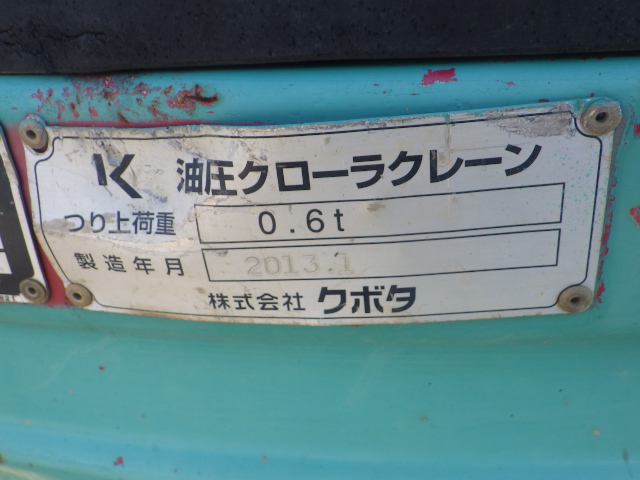 K 油圧クローラクレーン
つり上荷重 0.6t
製造年月 2013.1
株式会社 クボタ